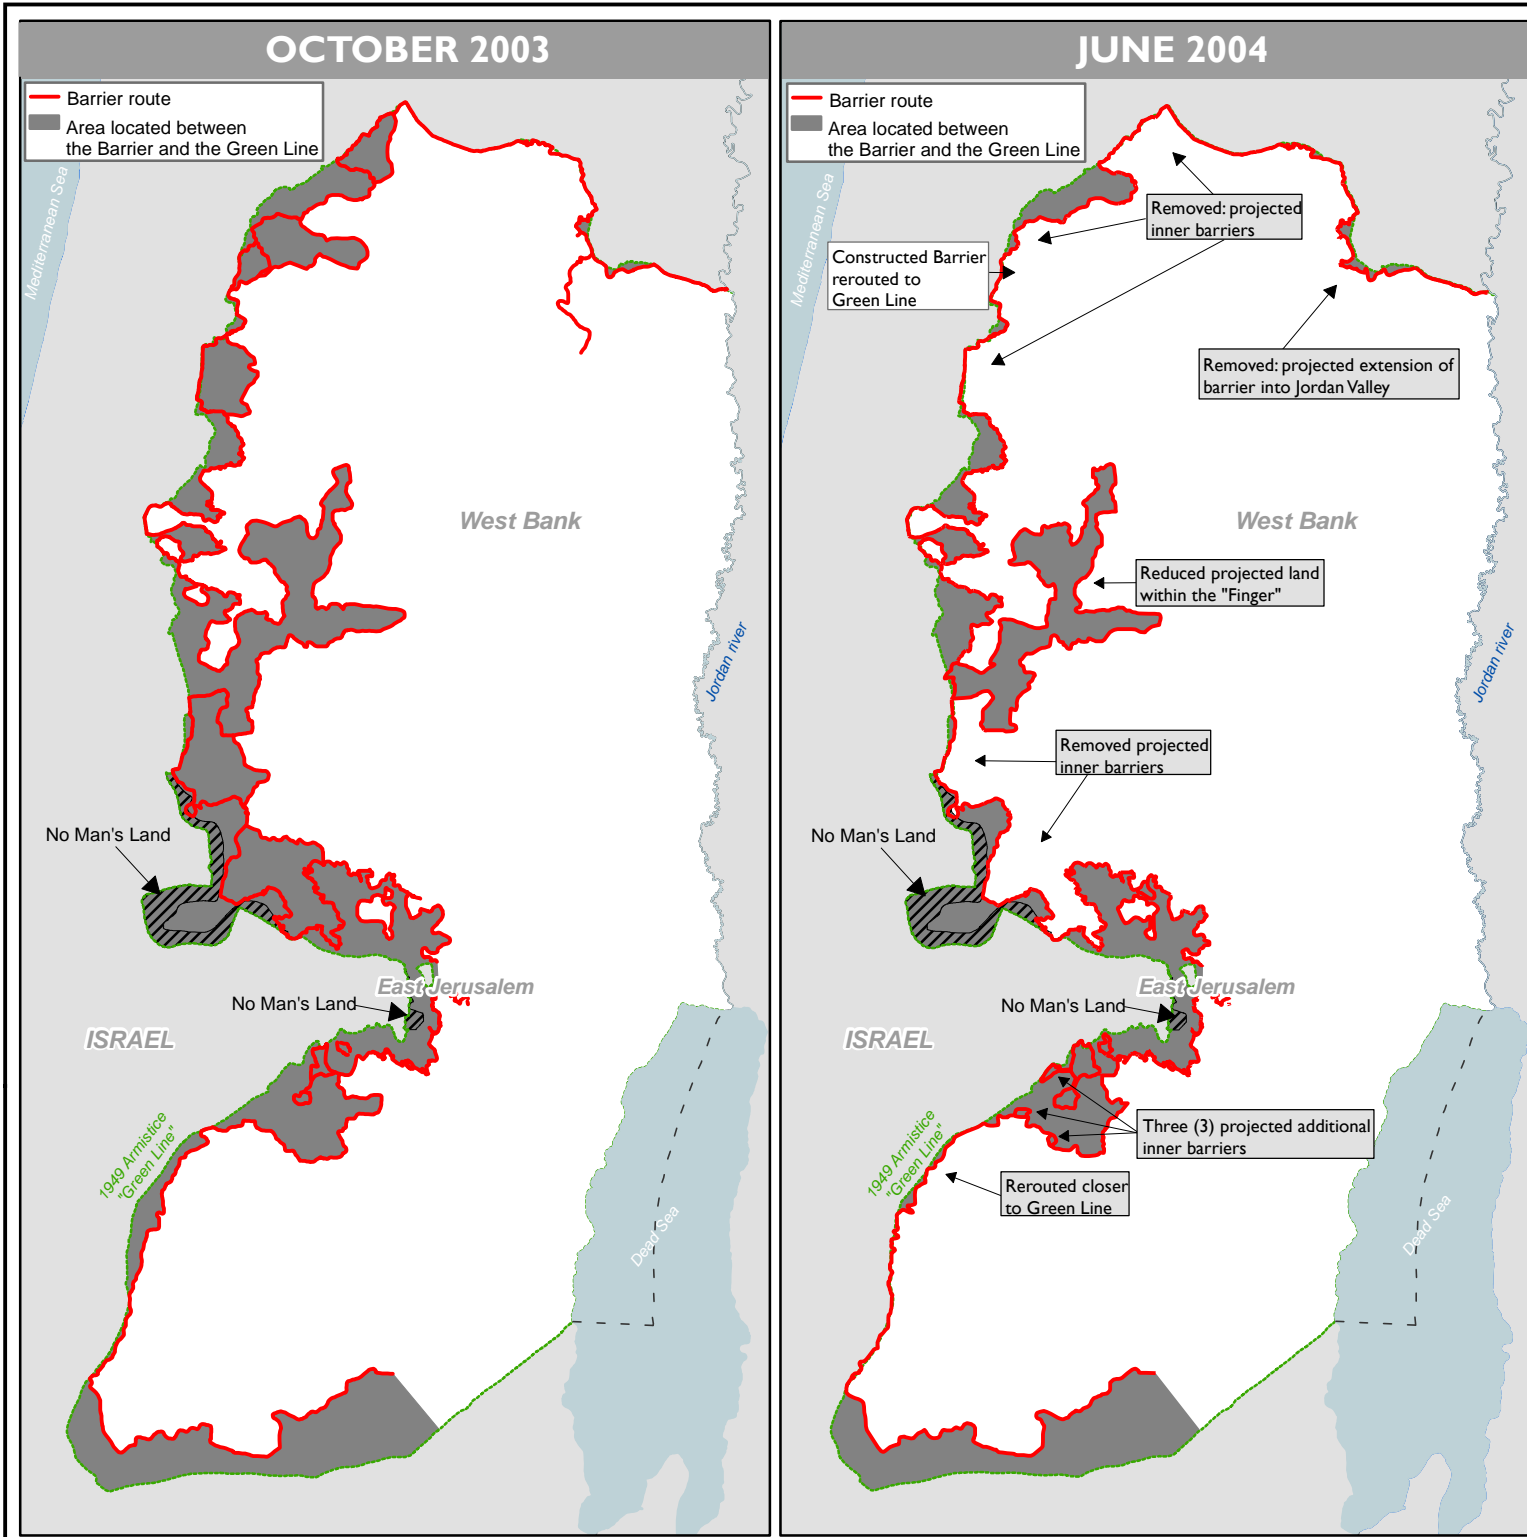 OCTOBER 2003
Barrier route
Area located between
the Barrier and the Green Line
Mediterranean Sea
West Bank
Jordan river
No Man's Land
East Jerusalem
No Man's Land
ISRAEL
1949 Armistice
"Green Line"
Dead Sea
JUNE 2004
Barrier route
Area located between
the Barrier and the Green Line
Mediterranean Sea
Removed: projected
inner barriers
Constructed Barrier
rerouted to
Green Line
Removed: projected extension of
barrier into Jordan Valley
West Bank
Reduced projected land
within the "Finger"
Jordan river
Removed projected
inner barriers
No Man's Land
East Jerusalem
No Man's Land
ISRAEL
Three (3) projected additional
inner barriers
1949 Armistice
"Green Line"
Rerouted closer
to Green Line
Dead Sea